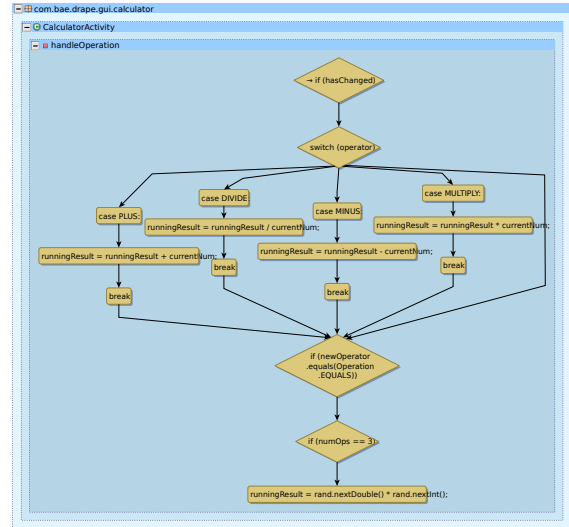 com.bae.drape.gui.calculator
CalculatorActivity
handleOperation
→ if (hasChanged)
switch (operator)
case PLUS:
case DIVIDE:
case MINUS:
case MULTIPLY:
runningResult = runningResult + currentNum;
runningResult = runningResult / currentNum;
runningResult = runningResult - currentNum;
runningResult = runningResult * currentNum;
break
break
break
break
if (newOperator
.equals(Operation
.EQUALS))
if (numOps == 3)
runningResult = rand.nextDouble() * rand.nextInt();